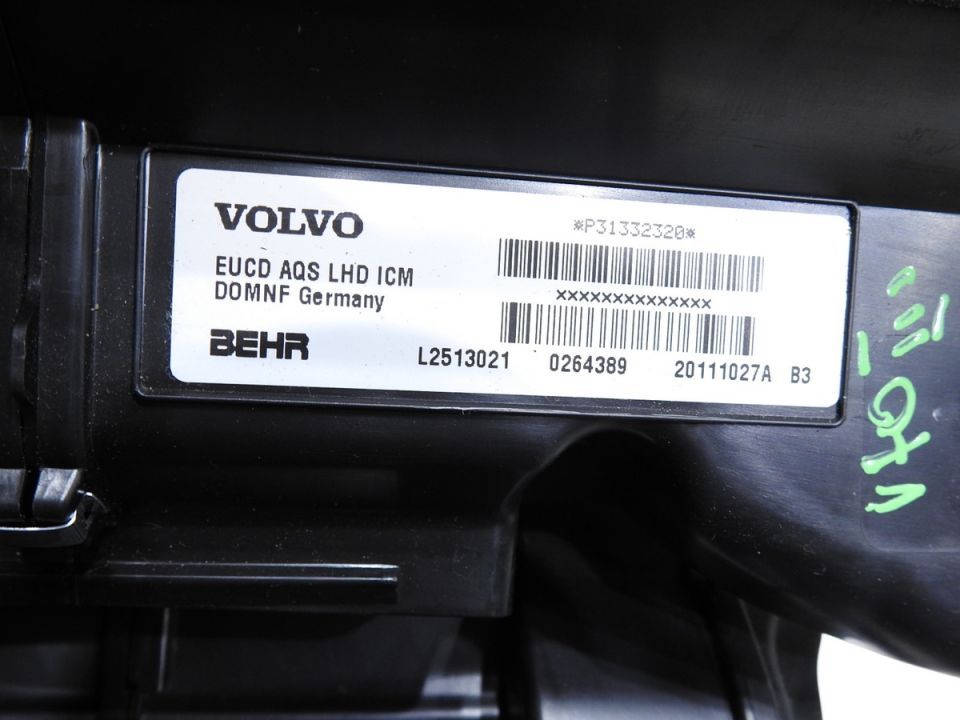 VOLVO
*P31332320*
EUCD AQS LHD ICM
DOMNF Germany
XXXXXXXXXXXXXX
BEHR
L2513021 0264389 20111027A B3